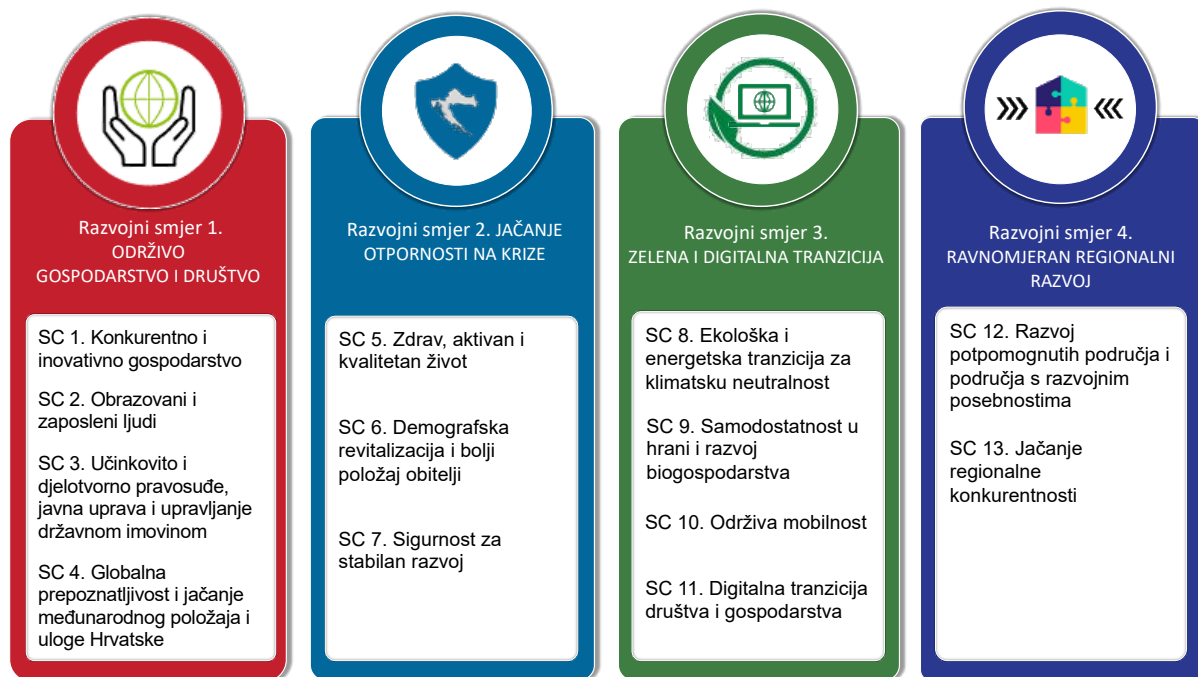 Razvojni smjer 1.
ODRŽIVO
GOSPODARSTVO I DRUŠTVO
SC 1. Konkurentno i
inovativno gospodarstvo
SC 2. Obrazovani i
zaposleni ljudi
SC 3. Učinkovito i
djelotvorno pravosuđe,
javna uprava i upravljanje
državnom imovinom
SC 4. Globalna
prepoznatljivost i jačanje
međunarodnog položaja i
uloge Hrvatske
Razvojni smjer 2. JAČANJE
OTPORNOSTI NA KRIZE
SC 5. Zdrav, aktivan i
kvalitetan život
SC 6. Demografska
revitalizacija i bolji
položaj obitelji
SC 7. Sigurnost za
stabilan razvoj
Razvojni smjer 3.
ZELENA I DIGITALNA TRANZICIJA
SC 8. Ekološka i
energetska tranzicija za
klimatsku neutralnost
SC 9. Samodostatnost u
hrani i razvoj
biogospodarstva
SC 10. Održiva mobilnost
SC 11. Digitalna tranzicija
društva i gospodarstva
Razvojni smjer 4.
RAVNOMJERAN REGIONALNI
RAZVOJ
SC 12. Razvoj
potpomognutih područja i
područja s razvojnim
posebnostima
SC 13. Jačanje
regionalne
konkurentnosti